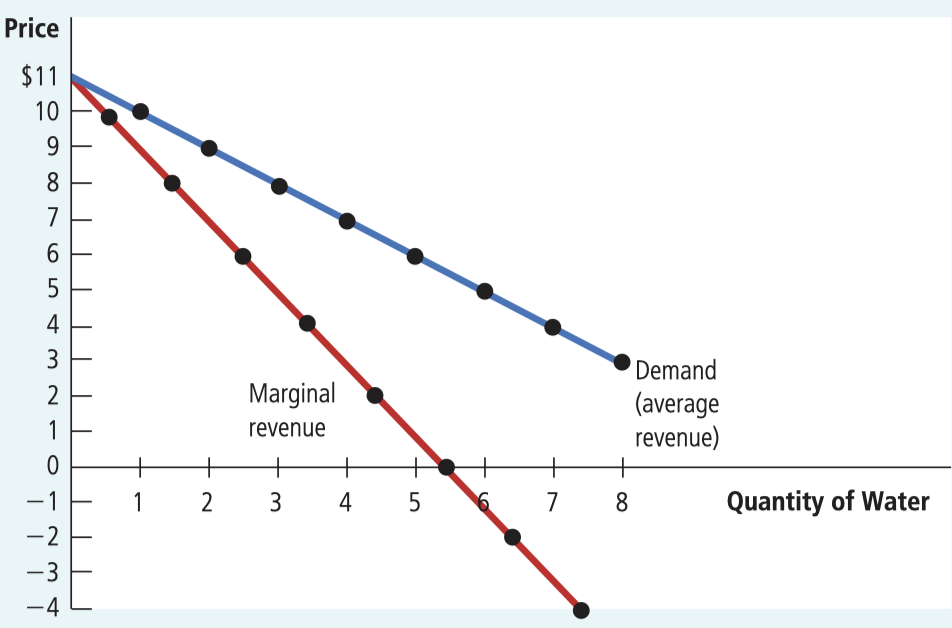 Price
$11
10
9
8
7
6
5
4
3
2
1
0
−1
−2
−3
−4
Demand
(average
revenue)
Marginal
revenue
1 2 3 4 5 6 7 8
Quantity of Water